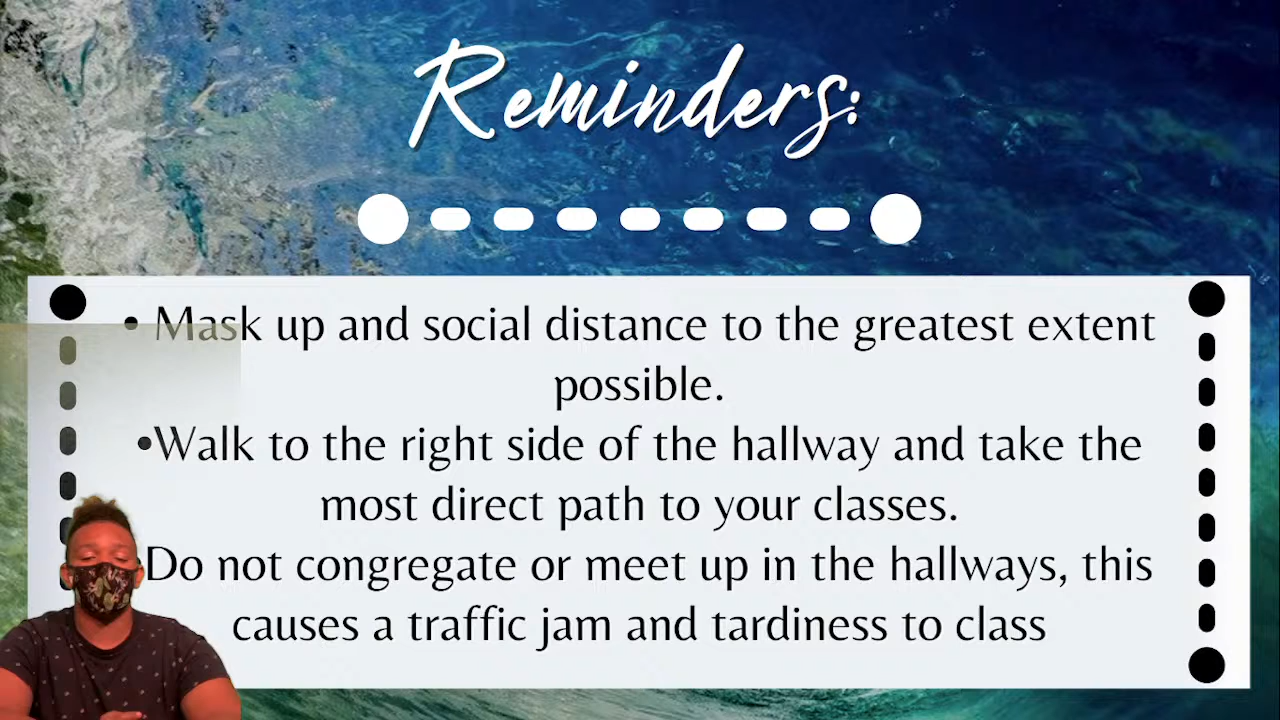 Reminders:
• Mask up and social distance to the greatest extent
possible.
•Walk to the right side of the hallway and take the
most direct path to your classes.
Do not congregate or meet up in the hallways, this
causes a traffic jam and tardiness to class